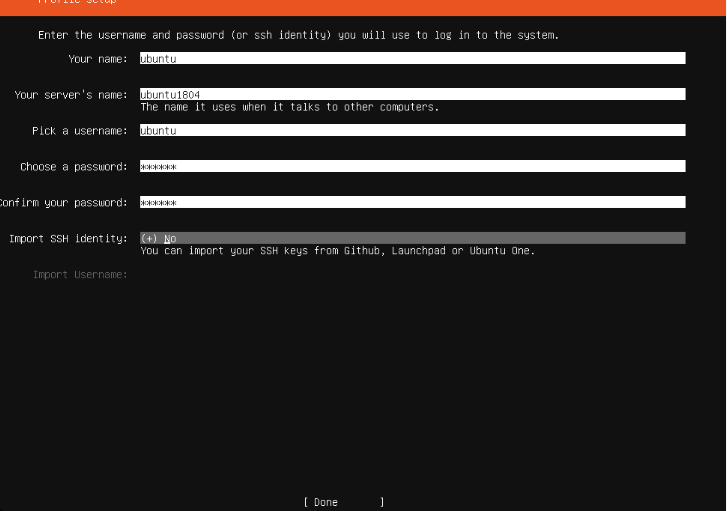 Profile setup
Enter the username and password (or ssh identity) you will use to log in to the system.
Your name: ubuntu
Your server's name: ubuntu1804
The name it uses when it talks to other computers.
Pick a username: ubuntu
Choose a password: ******
Confirm your password: ******
Import SSH identity: (+) No
You can import your SSH keys from Github, Launchpad or Ubuntu One.
Import Username:
[ Done ]